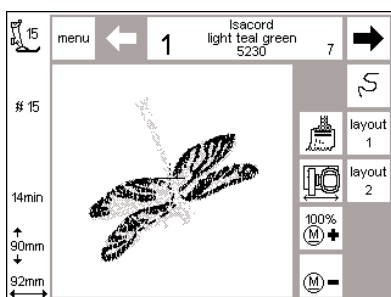 15
menu
1
Isacord
light teal green
5230
7
# 15
layout
1
layout
2
14min
100%
M +
90mm
M -
92mm